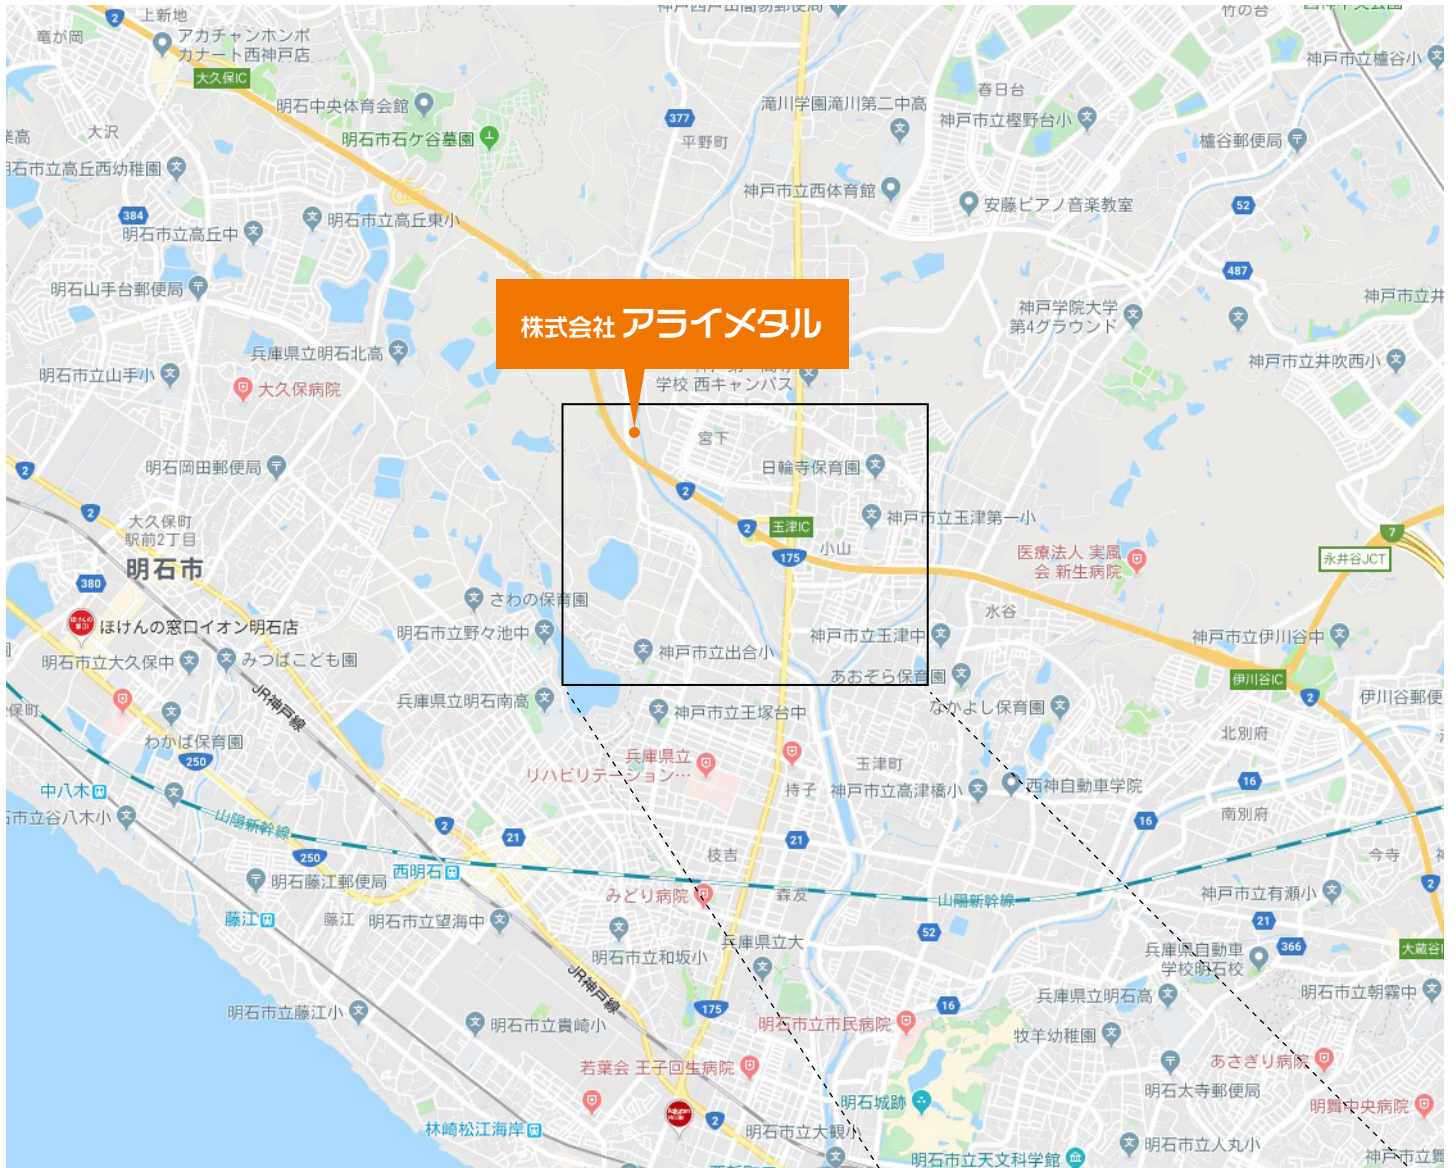 上新地
2
竜が岡
アカチャンホンポ
カナート西神戸店
大久保IC
竹の台
神戸市立櫨谷小
明石中央体育会館
明石市石ケ谷墓園
377
平野町
滝川学園滝川第二中高
春日台
神戸市立樫野台小
櫨谷郵便局
大沢
明石市立高丘西幼稚園
384
明石市立高丘東小
明石市立高丘中
神戸市立西体育館
安藤ピアノ音楽教室
52
487
明石山手台郵便局
神戸学院大学
第4グラウンド
株式会社 アライメタル
兵庫県立明石北高
明石市立山手小
大久保病院
学校 西キャンパス
神戸市立井吹西小
宮下
日輪寺保育園
明石岡田郵便局
2
2
2
大久保町
駅前2丁目
明石市
380
2
玉津IC
神戸市立玉津第一小
小山
175
医療法人 実風
会 新生病院
7
永井谷JCT
さわの保育園
明石市立野々池中
水谷
神戸市立玉津中
神戸市立伊川谷中
ほけんの窓口イオン明石店
明石市立大久保中
みつばこども園
神戸市立出合小
あおぞら保育園
伊川谷IC
2
JR神戸線
兵庫県立明石南高
神戸市立王塚台中
なかよし保育園
伊川谷郵便
わかば保育園
250
北別府
兵庫県立
リハビリテーション…
玉津町
持子
神戸市立高津橋小
西神自動車学院
16
中八木
16
南別府
山陽新幹線
2
21
21
250
西明石
枝吉
今寺
明石藤江郵便局
みどり病院
森友
山陽新幹線
神戸市立有瀬小
2
藤江
藤江
明石市立望海中
52
21
366
大蔵谷I
明石市立和坂小
兵庫県立大
兵庫県自動車
学校明石校
JR神戸線
明石市立藤江小
明石市立貴崎小
175
16
明石市立市民病院
兵庫県立明石高
明石市立朝霧中
牧羊幼稚園
若葉会 王子回生病院
あさぎり病院
明石太寺郵便局
明石城跡
明舞中央病院
林崎松江海岸
2
明石市立大観小
明石市立人丸小
明石市立天文科学館